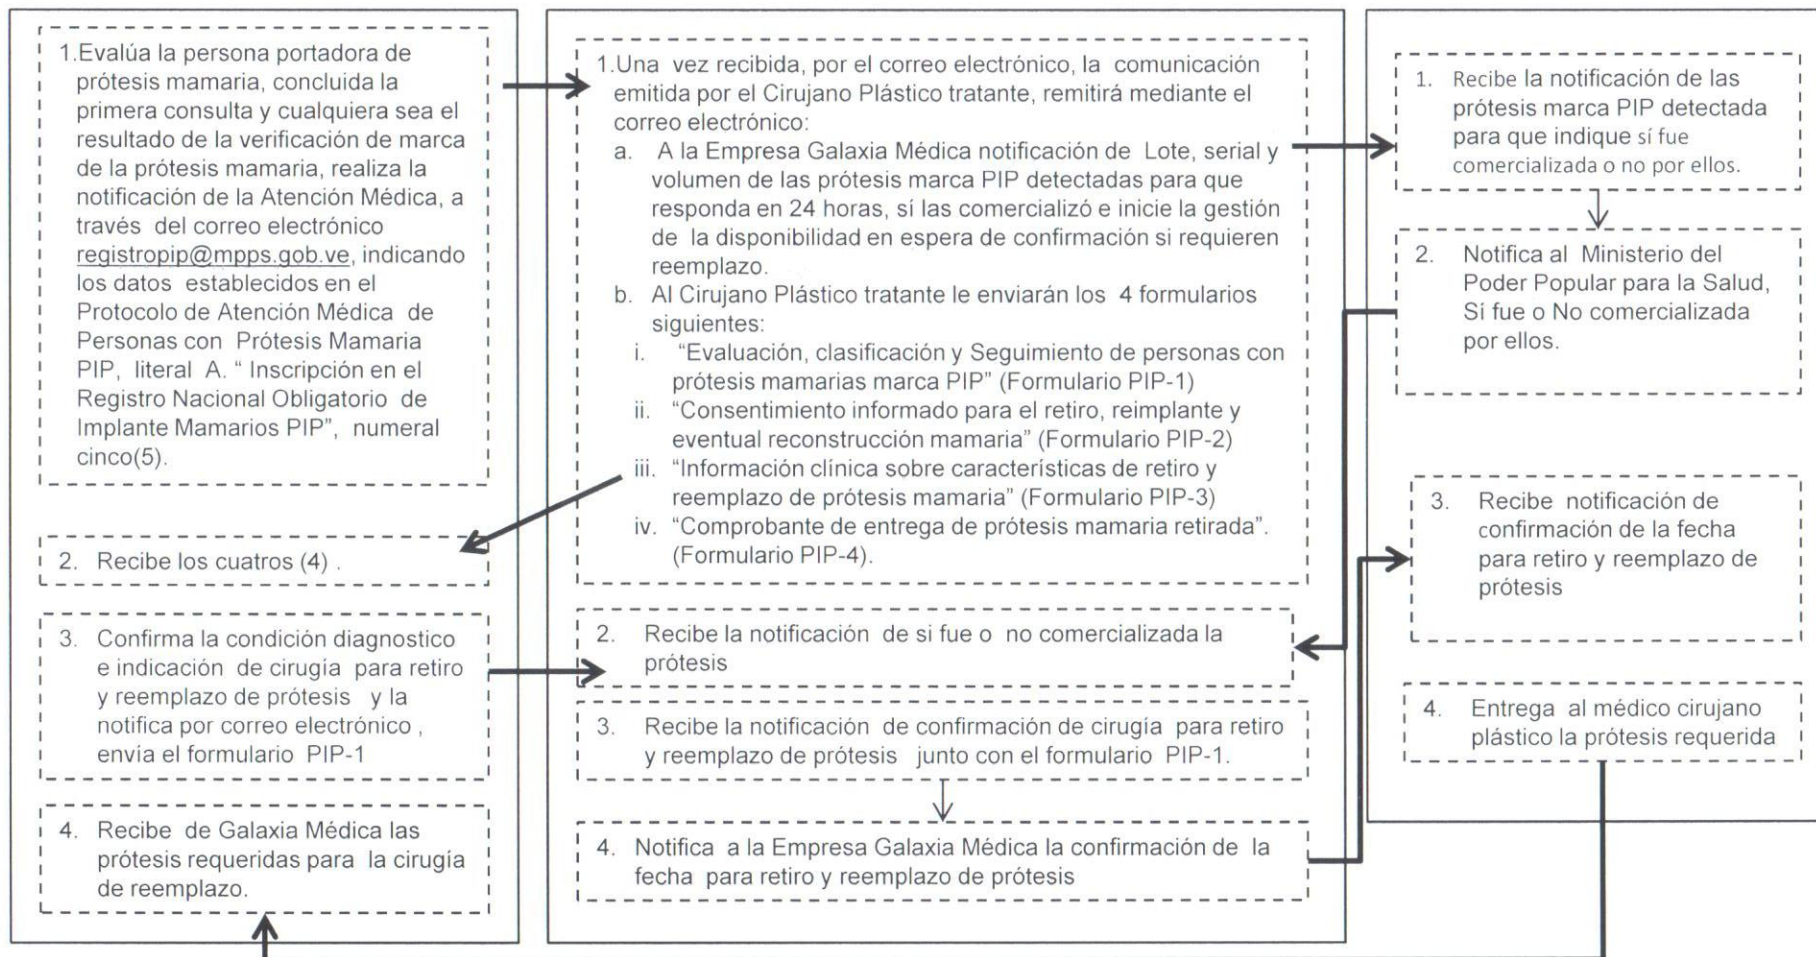 1.Evalúa la persona portadora de
prótesis mamaria, concluida la
primera consulta y cualquiera sea el
resultado de la verificación de marca
de la prótesis mamaria, realiza la
notificación de la Atención Médica, a
través del correo electrónico
registropip@mpps.gob.ve, indicando
los datos establecidos en el
Protocolo de Atención Médica de
Personas con Prótesis Mamaria
PIP, literal A. “ Inscripción en el
Registro Nacional Obligatorio de
Implante Mamarios PIP”, numeral
cinco(5).
2. Recibe los cuatros (4) .
3. Confirma la condición diagnostico
e indicación de cirugía para retiro
y reemplazo de prótesis y la
notifica por correo electrónico ,
envía el formulario PIP-1
4. Recibe de Galaxia Médica las
prótesis requeridas para la cirugía
de reemplazo.
1.Una vez recibida, por el correo electrónico, la comunicación
emitida por el Cirujano Plástico tratante, remitirá mediante el
correo electrónico:
a. A la Empresa Galaxia Médica notificación de Lote, serial y
volumen de las prótesis marca PIP detectadas para que
responda en 24 horas, sí las comercializó e inicie la gestión
de la disponibilidad en espera de confirmación si requieren
reemplazo.
b. Al Cirujano Plástico tratante le enviarán los 4 formularios
siguientes:
i. “Evaluación, clasificación y Seguimiento de personas con
prótesis mamarias marca PIP” (Formulario PIP-1)
ii. “Consentimiento informado para el retiro, reimplante y
eventual reconstrucción mamaria” (Formulario PIP-2)
iii. “Información clínica sobre características de retiro y
reemplazo de prótesis mamaria” (Formulario PIP-3)
iv. “Comprobante de entrega de prótesis mamaria retirada”.
(Formulario PIP-4).
2. Recibe la notificación de si fue o no comercializada la
prótesis
3. Recibe la notificación de confirmación de cirugía para retiro
y reemplazo de prótesis junto con el formulario PIP-1.
4. Notifica a la Empresa Galaxia Médica la confirmación de la
fecha para retiro y reemplazo de prótesis
1. Recibe la notificación de las
prótesis marca PIP detectada
para que indique sí fue
comercializada o no por ellos.
2. Notifica al Ministerio del
Poder Popular para la Salud,
Sí fue o No comercializada
por ellos.
3. Recibe notificación de
confirmación de la fecha
para retiro y reemplazo de
prótesis
4. Entrega al médico cirujano
plástico la prótesis requerida